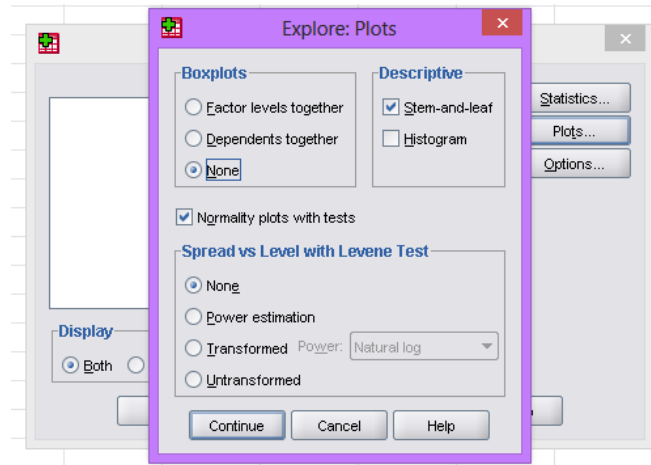 Explore: Plots
Boxplots
Factor levels together
Dependents together
None
Descriptive
Stem-and-leaf
Histogram
Normality plots with tests
Spread vs Level with Levene Test
None
Power estimation
Transformed Power: Natural log
Untransformed
Continue Cancel Help
Statistics...
Plots...
Options...
Display
Both